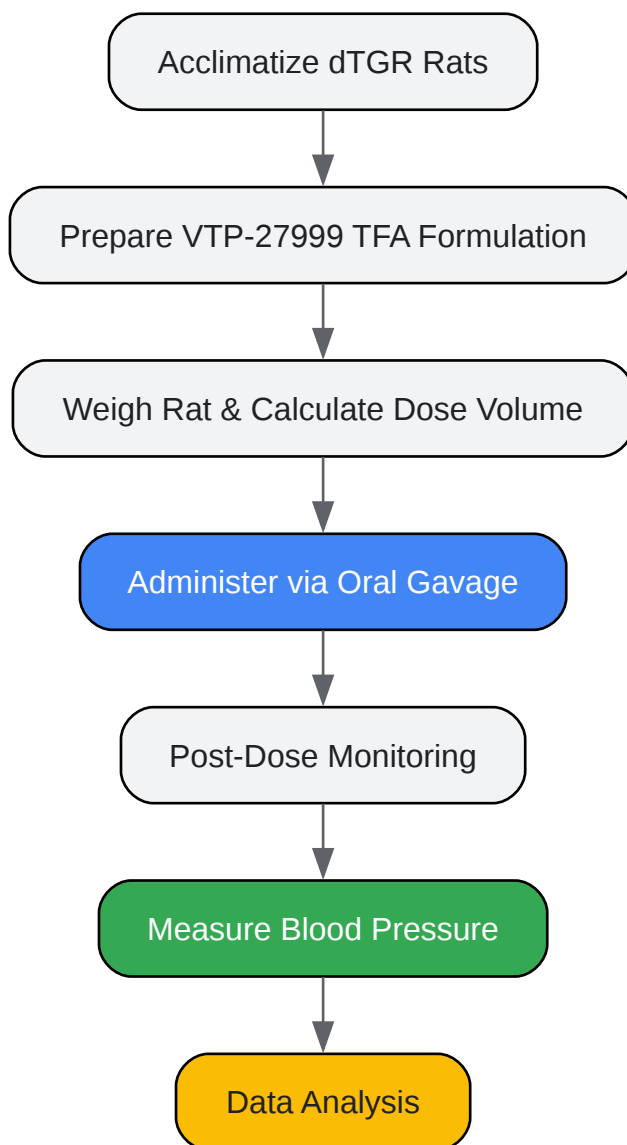 Acclimatize dTGR Rats
Prepare VTP-27999 TFA Formulation
Weigh Rat & Calculate Dose Volume
Administer via Oral Gavage
Post-Dose Monitoring
Measure Blood Pressure
Data Analysis